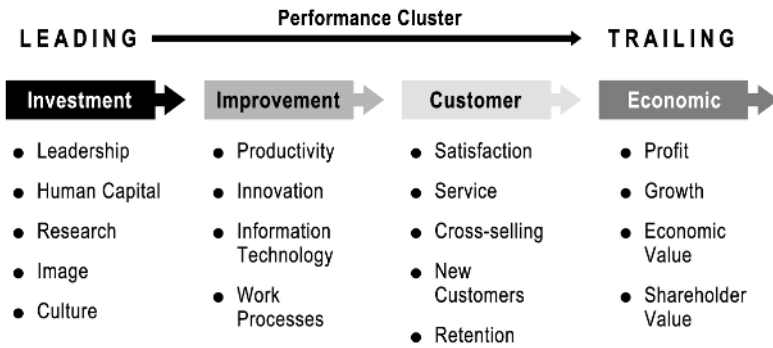 Performance Cluster
LEADING
TRAILING
Investment
Improvement
Customer
Economic
Leadership
Human Capital
Research
Image
Culture
Productivity
Innovation
Information
Technology
Work
Processes
Satisfaction
Service
Cross-selling
New
Customers
Retention
Profit
Growth
Economic
Value
Shareholder
Value